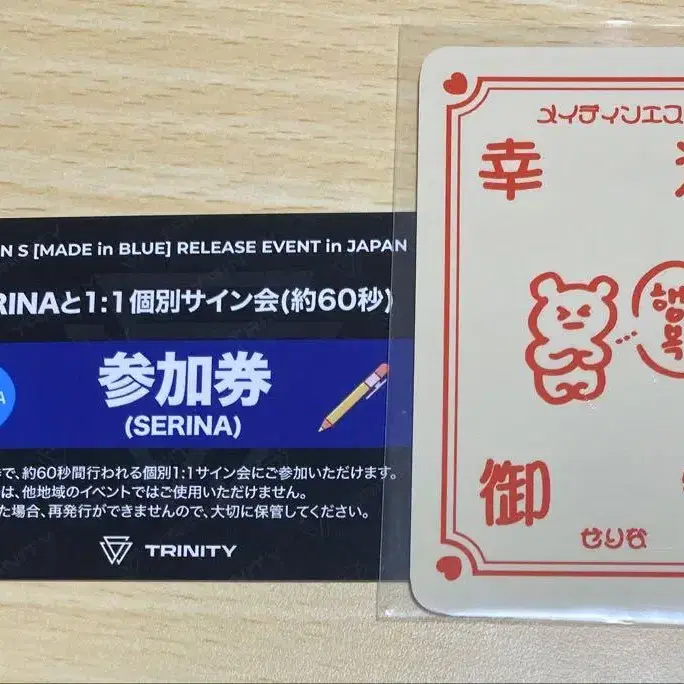 N S [MADE in BLUE] RELEASE EVENT in JAPAN
RINAと1:1個別サイン会(約60秒)
A
参加券
(SERINA)
で、約60秒間行われる個別1:1サイン会にご参加いただけます。
は、他地域のイベントではご使用いただけません。
た場合、再発行ができませんので、大切に保管してください。
TRINITY
メイディンエス
幸
행
복
御
せりな